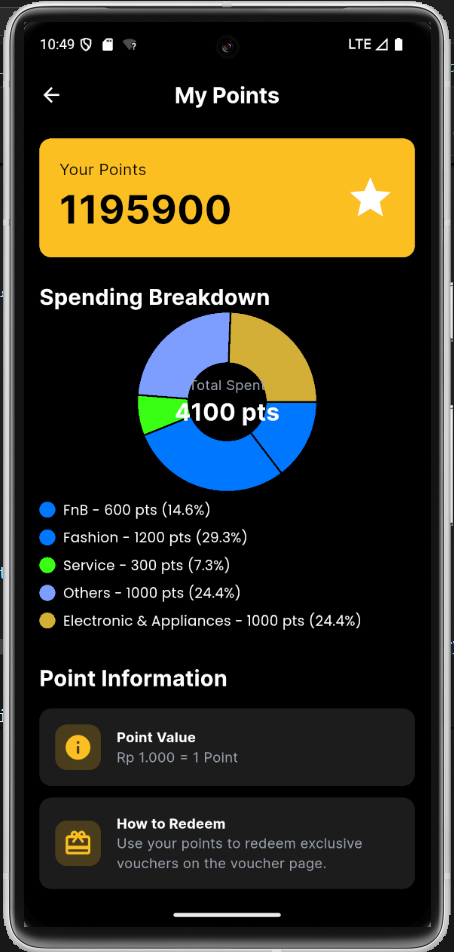 10:49
LTE
My Points
Your Points
1195900
Spending Breakdown
Total Spent
4100 pts
FnB - 600 pts (14.6%)
Fashion - 1200 pts (29.3%)
Service - 300 pts (7.3%)
Others - 1000 pts (24.4%)
Electronic & Appliances - 1000 pts (24.4%)
Point Information
Point Value
Rp 1.000 = 1 Point
How to Redeem
Use your points to redeem exclusive
vouchers on the voucher page.